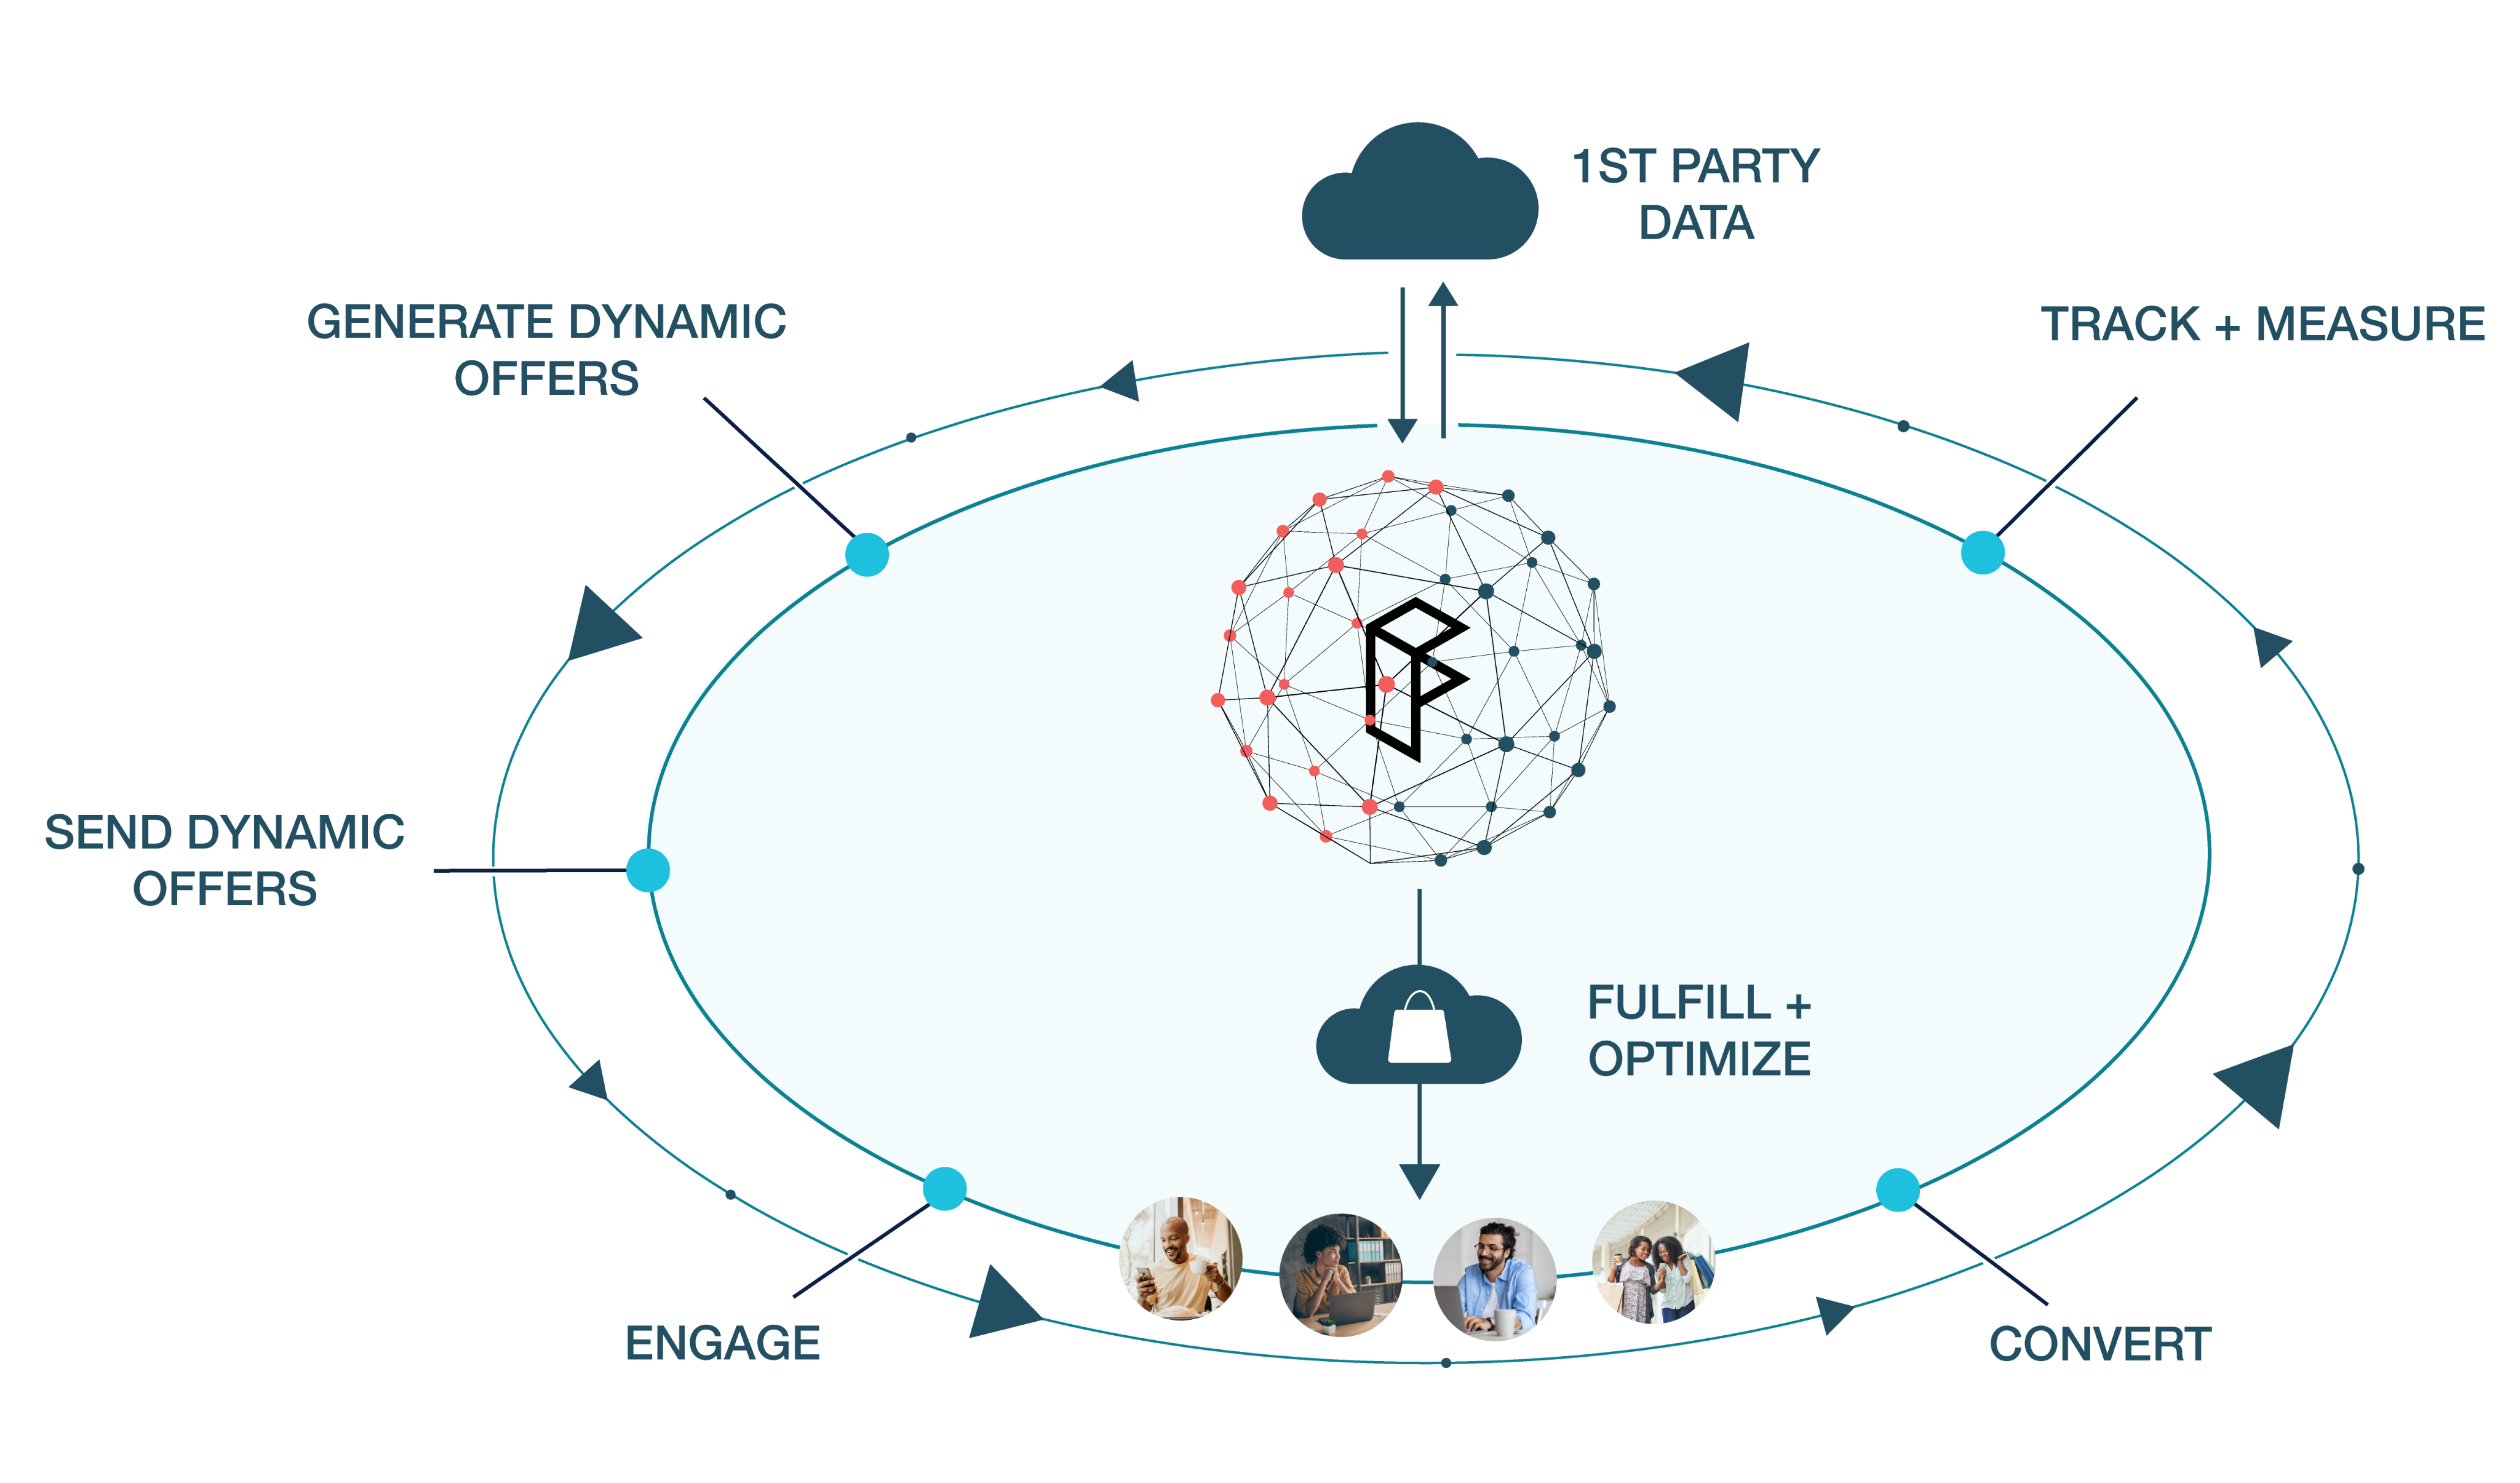 1ST PARTY
DATA
GENERATE DYNAMIC
OFFERS
TRACK + MEASURE
SEND DYNAMIC
OFFERS
FULFILL +
OPTIMIZE
ENGAGE
CONVERT